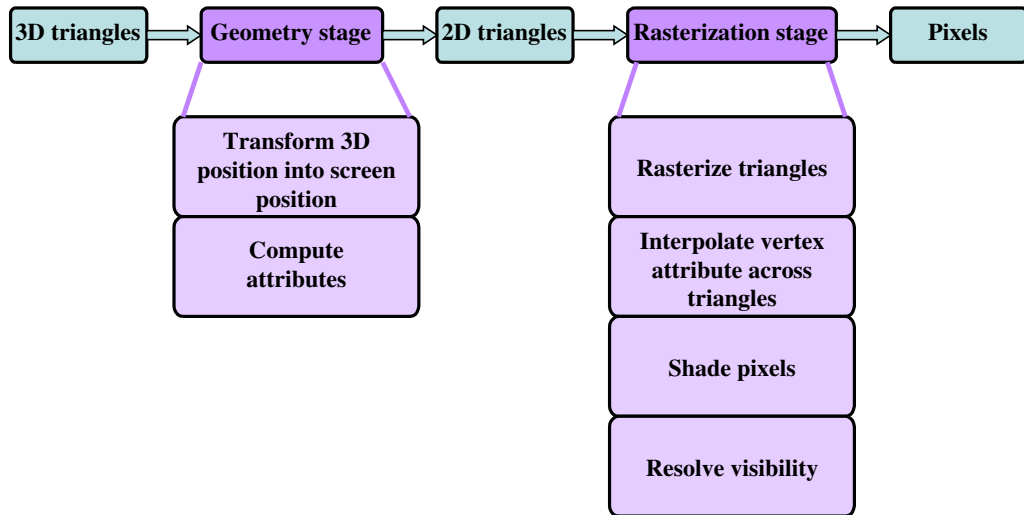 3D triangles
Geometry stage
2D triangles
Rasterization stage
Pixels
Transform 3D
position into screen
position
Compute
attributes
Rasterize triangles
Interpolate vertex
attribute across
triangles
Shade pixels
Resolve visibility